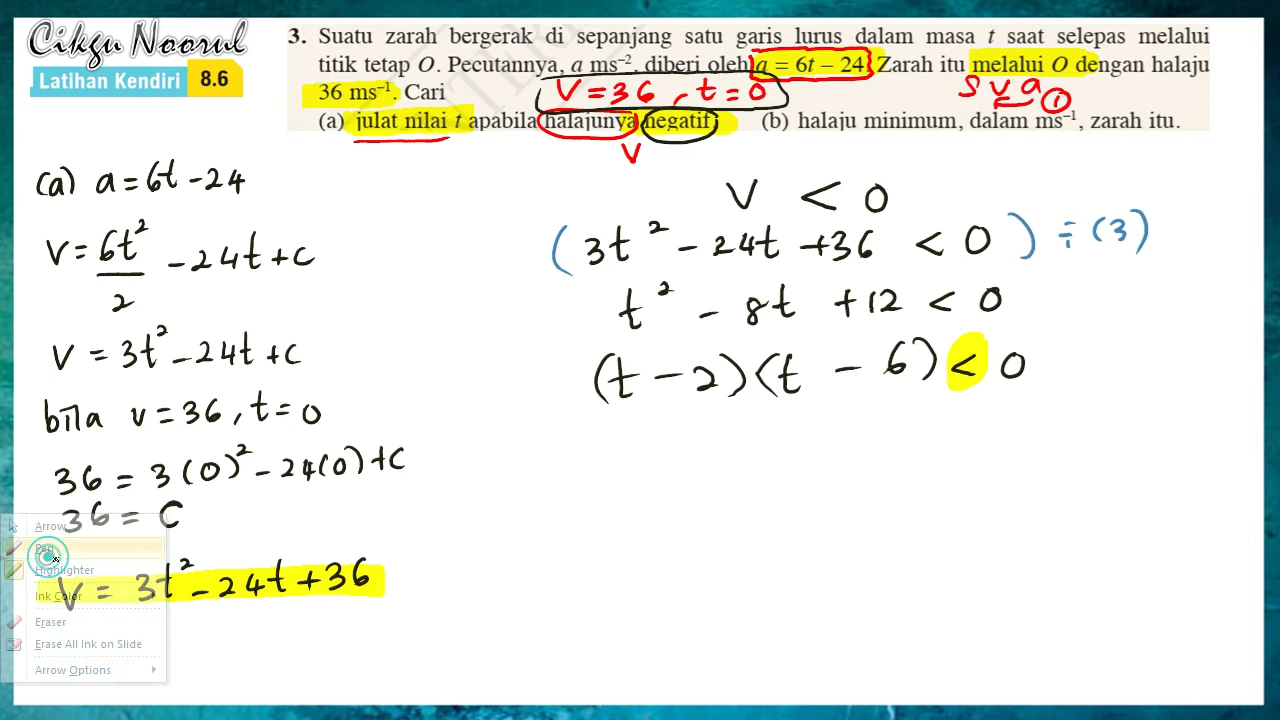 Cikgu Noorul
Latihan Kendiri 8.6
3. Suatu zarah bergerak di sepanjang satu garis lurus dalam masa t saat selepas melalui
titik tetap O. Pecutannya, a ms⁻², diberi oleh a = 6t – 24. Zarah itu melalui O dengan halaju
36 ms⁻¹. Cari
V = 36 , t = 0
s v a
1
(a) julat nilai t apabila halajunya negatif,
(b) halaju minimum, dalam ms⁻¹, zarah itu.
V
(a) a = 6t - 24
V = 6t²/2 - 24t + C
V = 3t² - 24t + C
bila v = 36 , t = 0
36 = 3(0)² - 24(0) + C
36 = C
V = 3t² - 24t + 36
V < 0
(3t² - 24t + 36 < 0) ÷ (3)
t² - 8t + 12 < 0
(t - 2)(t - 6) < 0
Arrow
Pen
Highlighter
Ink Color
Eraser
Erase All Ink on Slide
Arrow Options